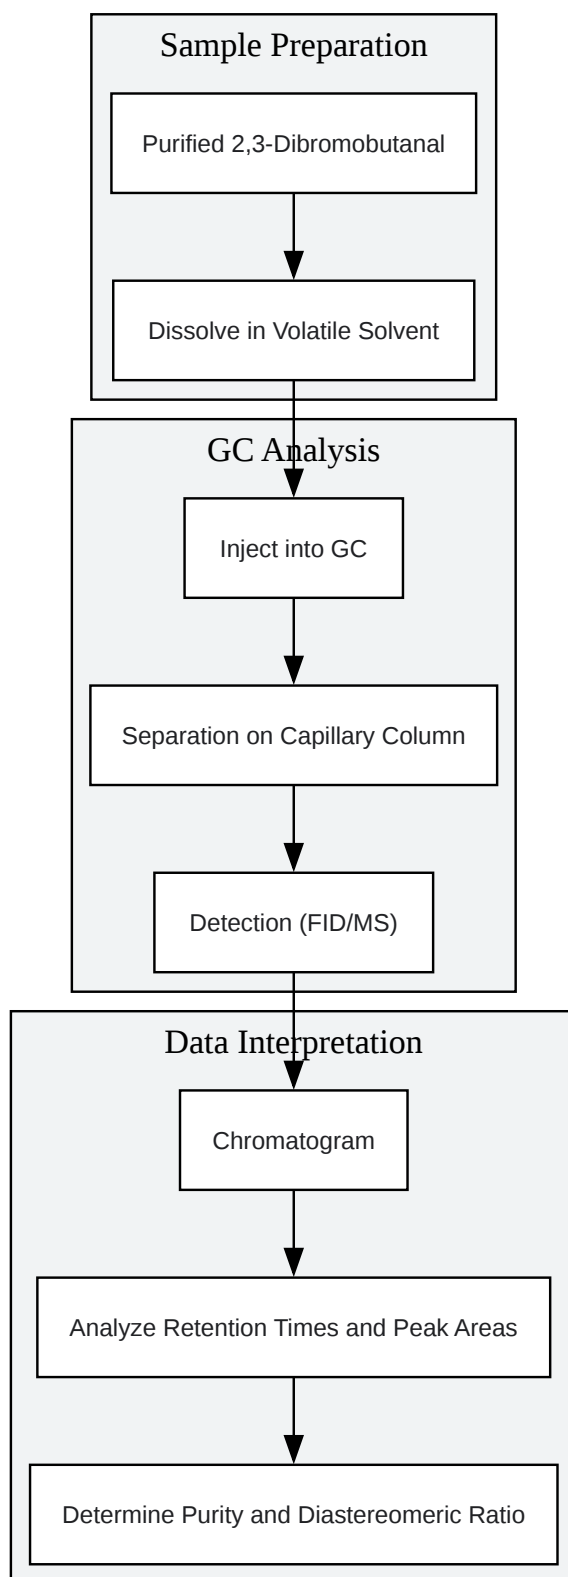 Sample Preparation
Purified 2,3-Dibromobutanal
Dissolve in Volatile Solvent
GC Analysis
Inject into GC
Separation on Capillary Column
Detection (FID/MS)
Data Interpretation
Chromatogram
Analyze Retention Times and Peak Areas
Determine Purity and Diastereomeric Ratio